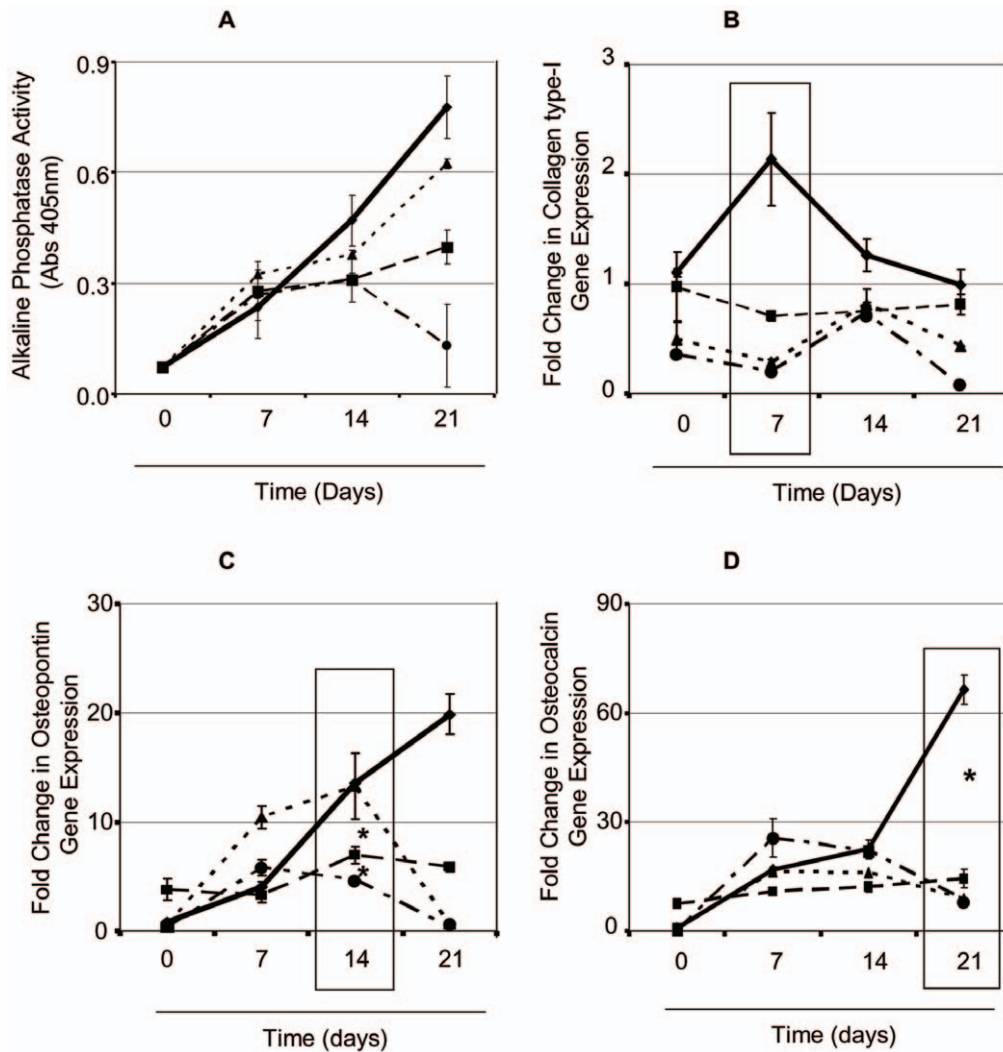 A
Alkaline Phosphatase Activity
(Abs 405nm)
0.9
0.6
0.3
0.0
0 7 14 21
Time (Days)
B
Fold Change in Collagen type-I
Gene Expression
3
2
1
0
0 7 14 21
Time (Days)
C
Fold Change in Osteopontin
Gene Expression
30
20
10
0
*
*
0 7 14 21
Time (days)
D
Fold Change in Osteocalcin
Gene Expression
90
60
30
0
*
0 7 14 21
Time (days)